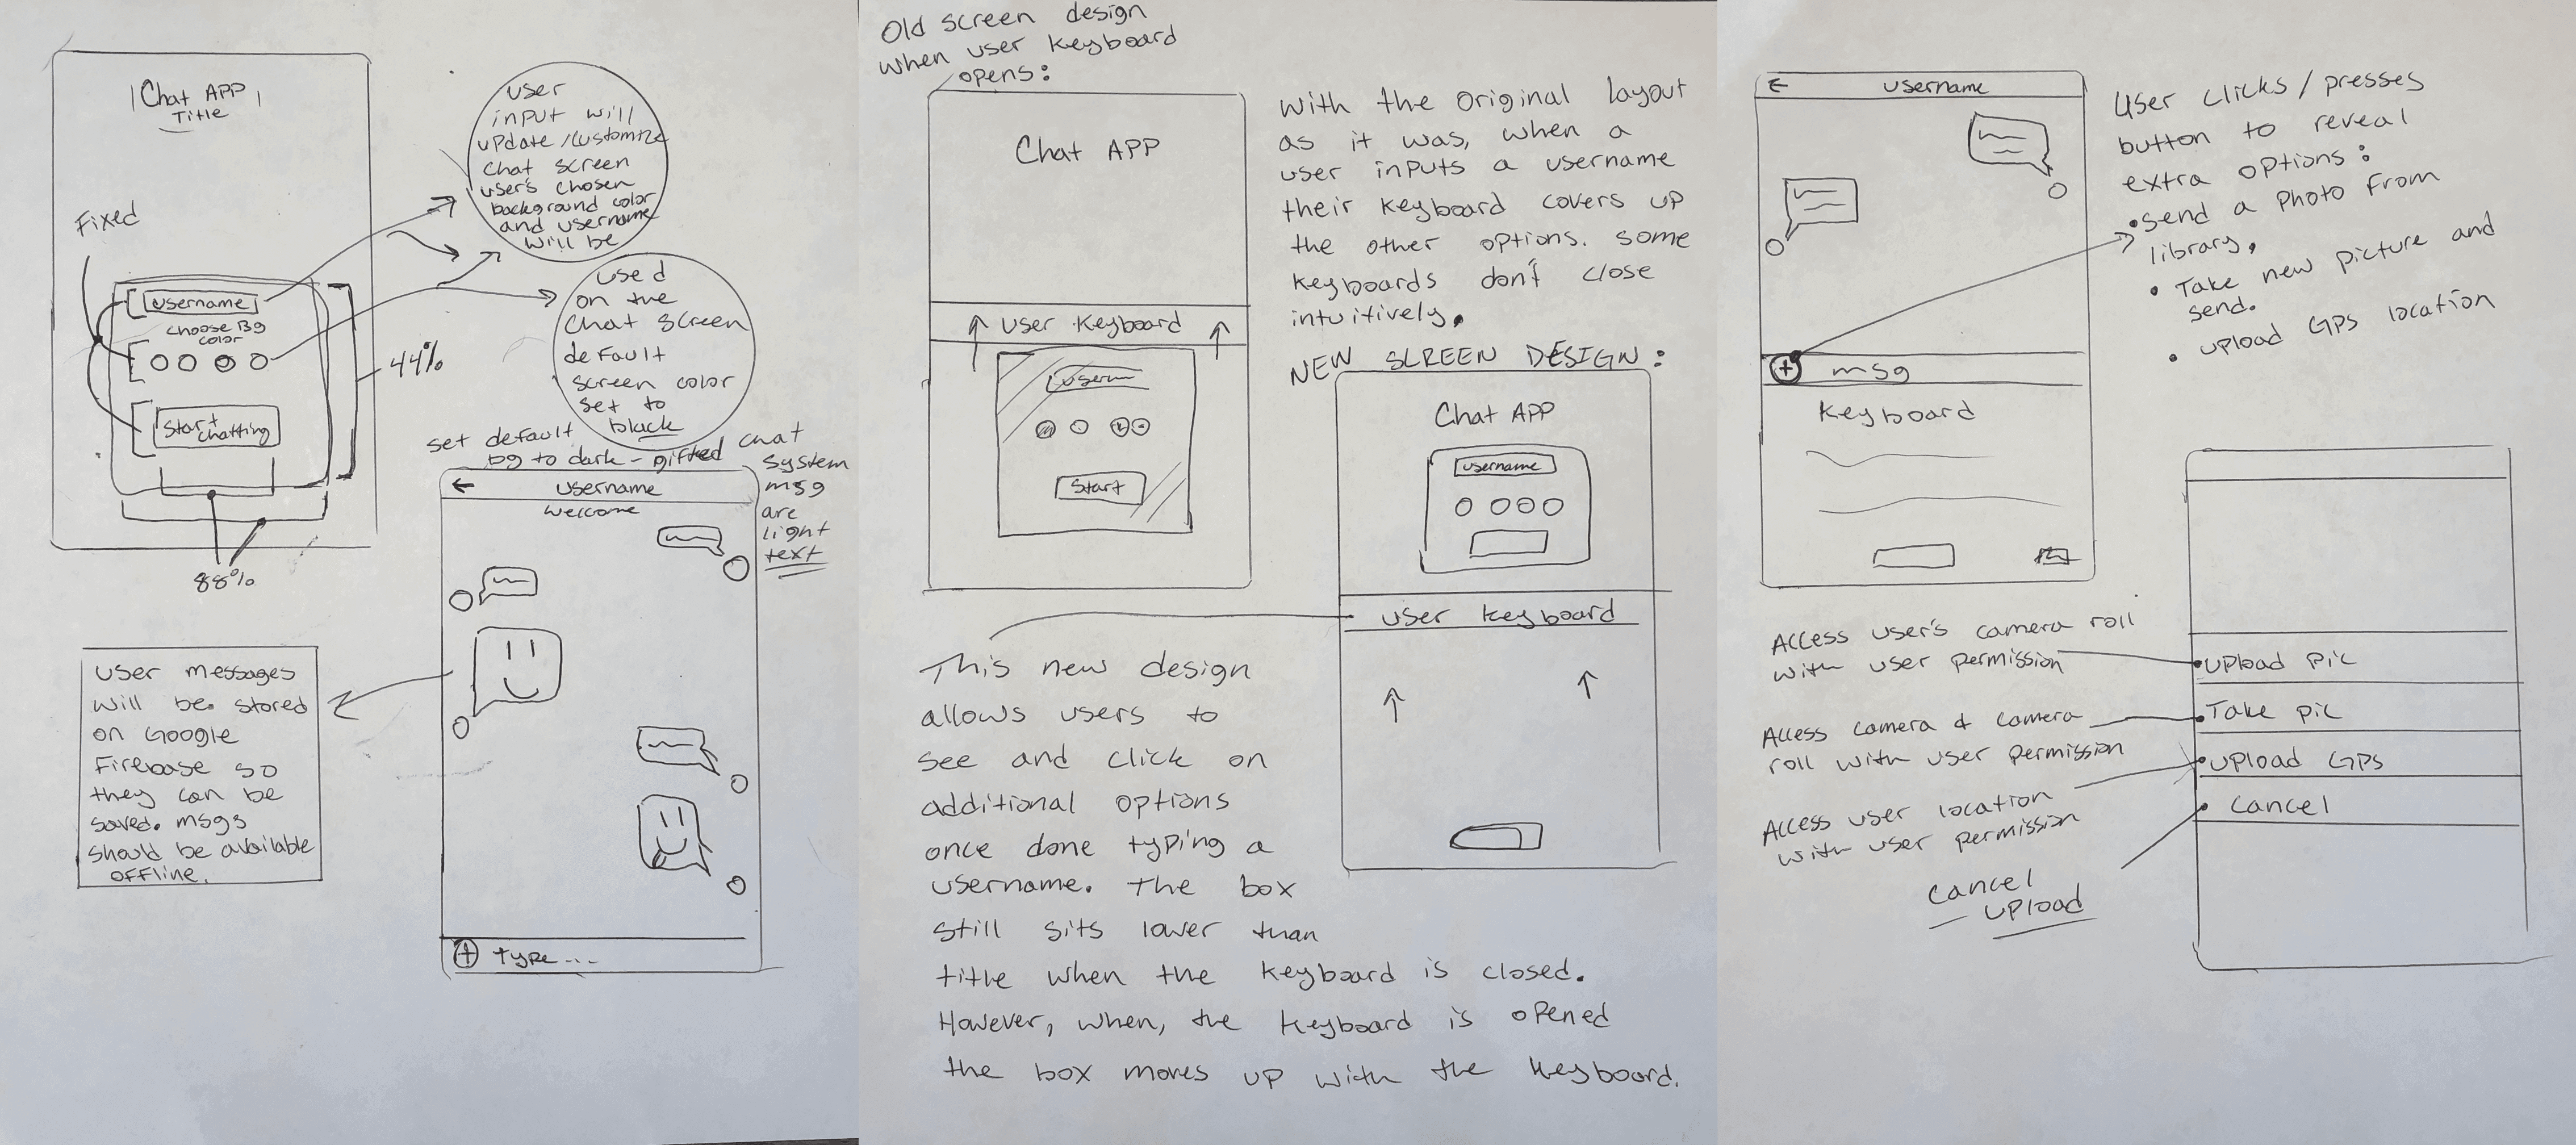 Chat APP
Title
Fixed
username
choose BG
color
Start
chatting
44%
88%
user
input will
update/customize
chat screen
user's chosen
background color
and username
will be
used
on the
chat screen
default
screen color
set to
black
set default
bg to dark - gifted chat
system
msg
are
light
text
←
username
welcome
user messages
will be stored
on Google
Firebase so
they can be
saved. msgs
should be available
offline.
+ type...
Old screen design
when user keyboard
opens:
Chat APP
↑ user keyboard ↑
Start
with the original layout
as it was, when a
user inputs a username
their keyboard covers up
the other options. some
keyboards don't close
intuitively.
NEW SCREEN DESIGN:
Chat APP
username
user keyboard
↑ ↑
This new design
allows users to
see and click on
additional options
once done typing a
username. the box
still sits lower than
title when the keyboard is closed.
However, when, the keyboard is opened
the box moves up with the keyboard.
← username
+ msg
Keyboard
User clicks/presses
button to reveal
extra options:
• send a photo from
library.
• Take new picture and
send.
• upload GPS location
Access user's camera roll
with user permission
Access camera & camera
roll with user permission
Access user location
with user permission
cancel
upload
upload pic
Take pic
upload GPS
cancel